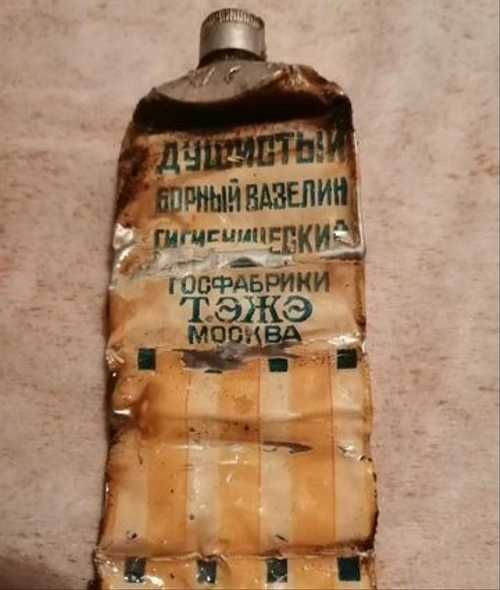 ДУШИСТЫЙ
БОРНЫЙ ВАЗЕЛИН
ГИГИЕНИЧЕСКИЙ
ГОСФАБРИКИ
Т.ЭЖЭ
МОСКВА